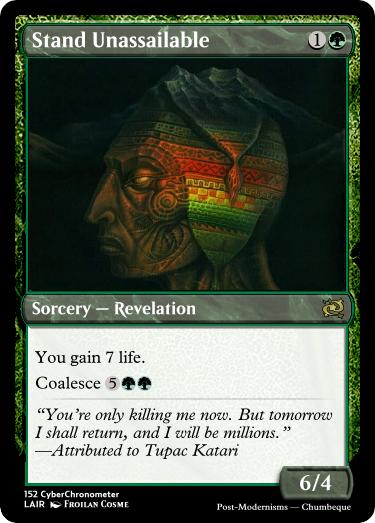 Stand Unassailable 1
Sorcery — Revelation
You gain 7 life.
Coalesce 5
“You're only killing me now. But tomorrow
I shall return, and I will be millions.”
—Attributed to Tupac Katari
6/4
152 CyberChronometer
LAIR Froilan Cosme
Post-Modernisms — Chumbeque